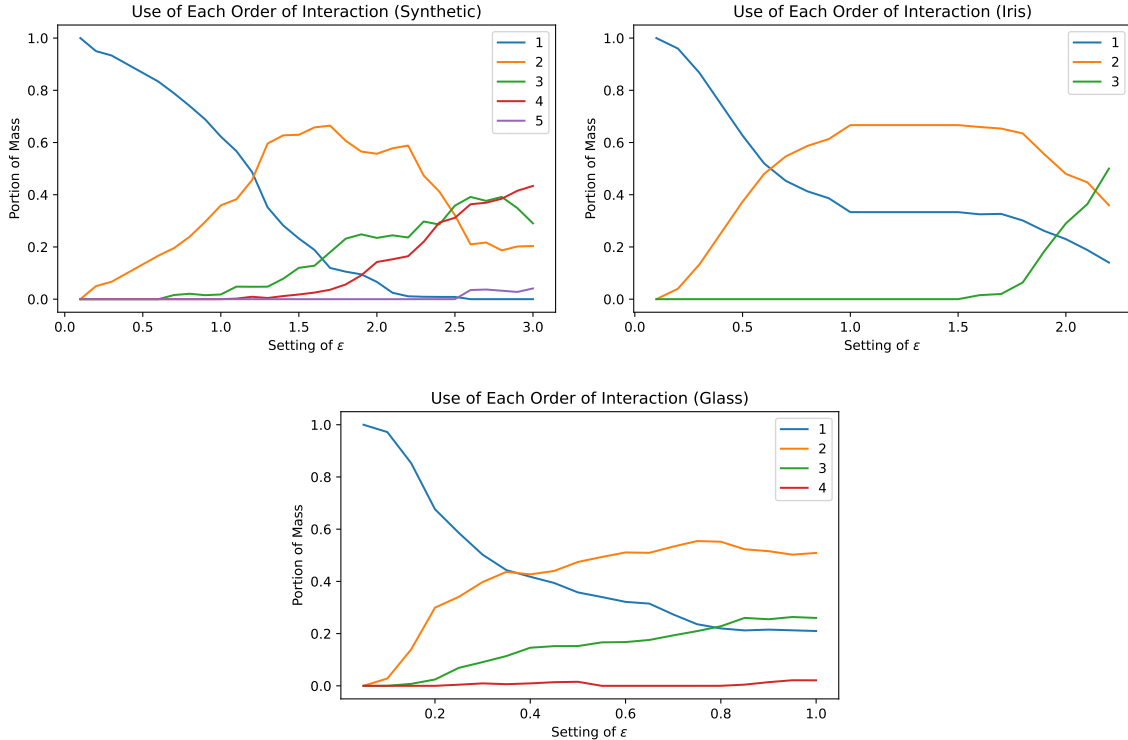 Use of Each Order of Interaction (Synthetic)
Portion of Mass
1.0
0.8
0.6
0.4
0.2
0.0
1
2
3
4
5
0.0 0.5 1.0 1.5 2.0 2.5 3.0
Setting of ε
Use of Each Order of Interaction (Iris)
Portion of Mass
1.0
0.8
0.6
0.4
0.2
0.0
1
2
3
0.0 0.5 1.0 1.5 2.0
Setting of ε
Use of Each Order of Interaction (Glass)
Portion of Mass
1.0
0.8
0.6
0.4
0.2
0.0
1
2
3
4
0.2 0.4 0.6 0.8 1.0
Setting of ε